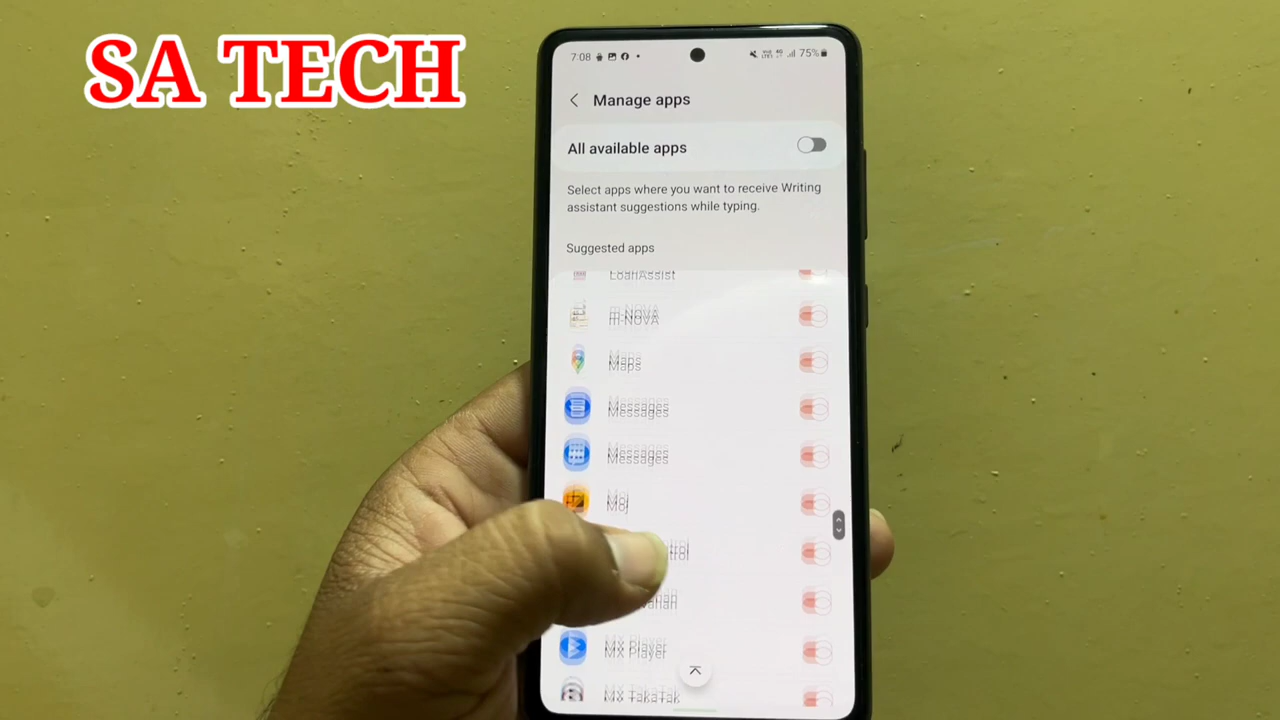 SA TECH
7:08
75%
Manage apps
All available apps
Select apps where you want to receive Writing
assistant suggestions while typing.
Suggested apps
LoanAssist
m-NOVA
Maps
Messages
Messages
Moj
MX Player
MX TakaTak